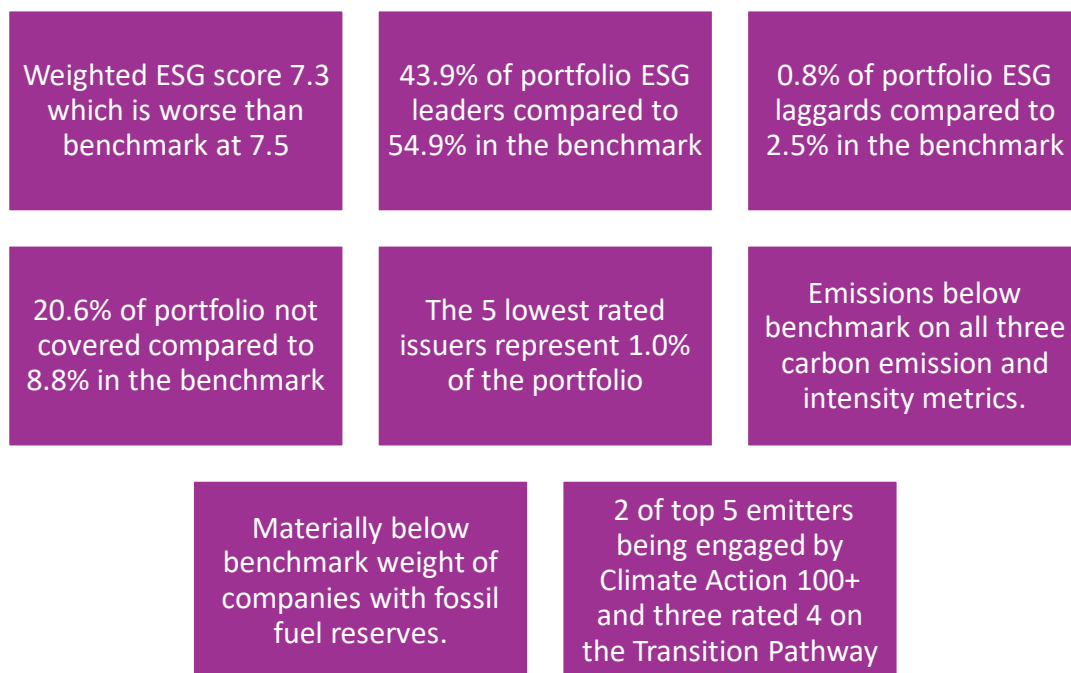 Weighted ESG score 7.3
which is worse than
benchmark at 7.5
43.9% of portfolio ESG
leaders compared to
54.9% in the benchmark
0.8% of portfolio ESG
laggards compared to
2.5% in the benchmark
20.6% of portfolio not
covered compared to
8.8% in the benchmark
The 5 lowest rated
issuers represent 1.0%
of the portfolio
Emissions below
benchmark on all three
carbon emission and
intensity metrics.
Materially below
benchmark weight of
companies with fossil
fuel reserves.
2 of top 5 emitters
being engaged by
Climate Action 100+
and three rated 4 on
the Transition Pathway